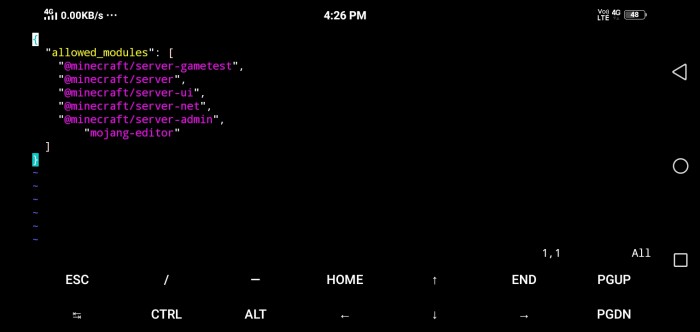 4G 0.00KB/s ··· 4:26 PM Vo)) LTE 4G 48
{
"allowed_modules": [
"@minecraft/server-gametest",
"@minecraft/server",
"@minecraft/server-ui",
"@minecraft/server-net",
"@minecraft/server-admin",
"mojang-editor"
]
}
~
~
~
~
~
~
1,1 All
ESC / — HOME ↑ END PGUP
↹ CTRL ALT ← ↓ → PGDN